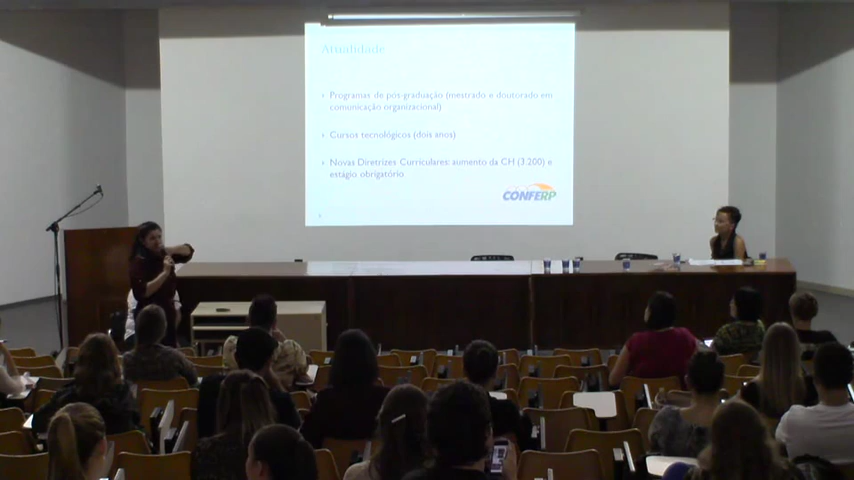 Atualidade
Programas de pós-graduação (mestrado e doutorado em
comunicação organizacional)
Cursos tecnológicos (dois anos)
Novas Diretrizes Curriculares: aumento da CH (3.200) e
estágio obrigatório
CONFERP